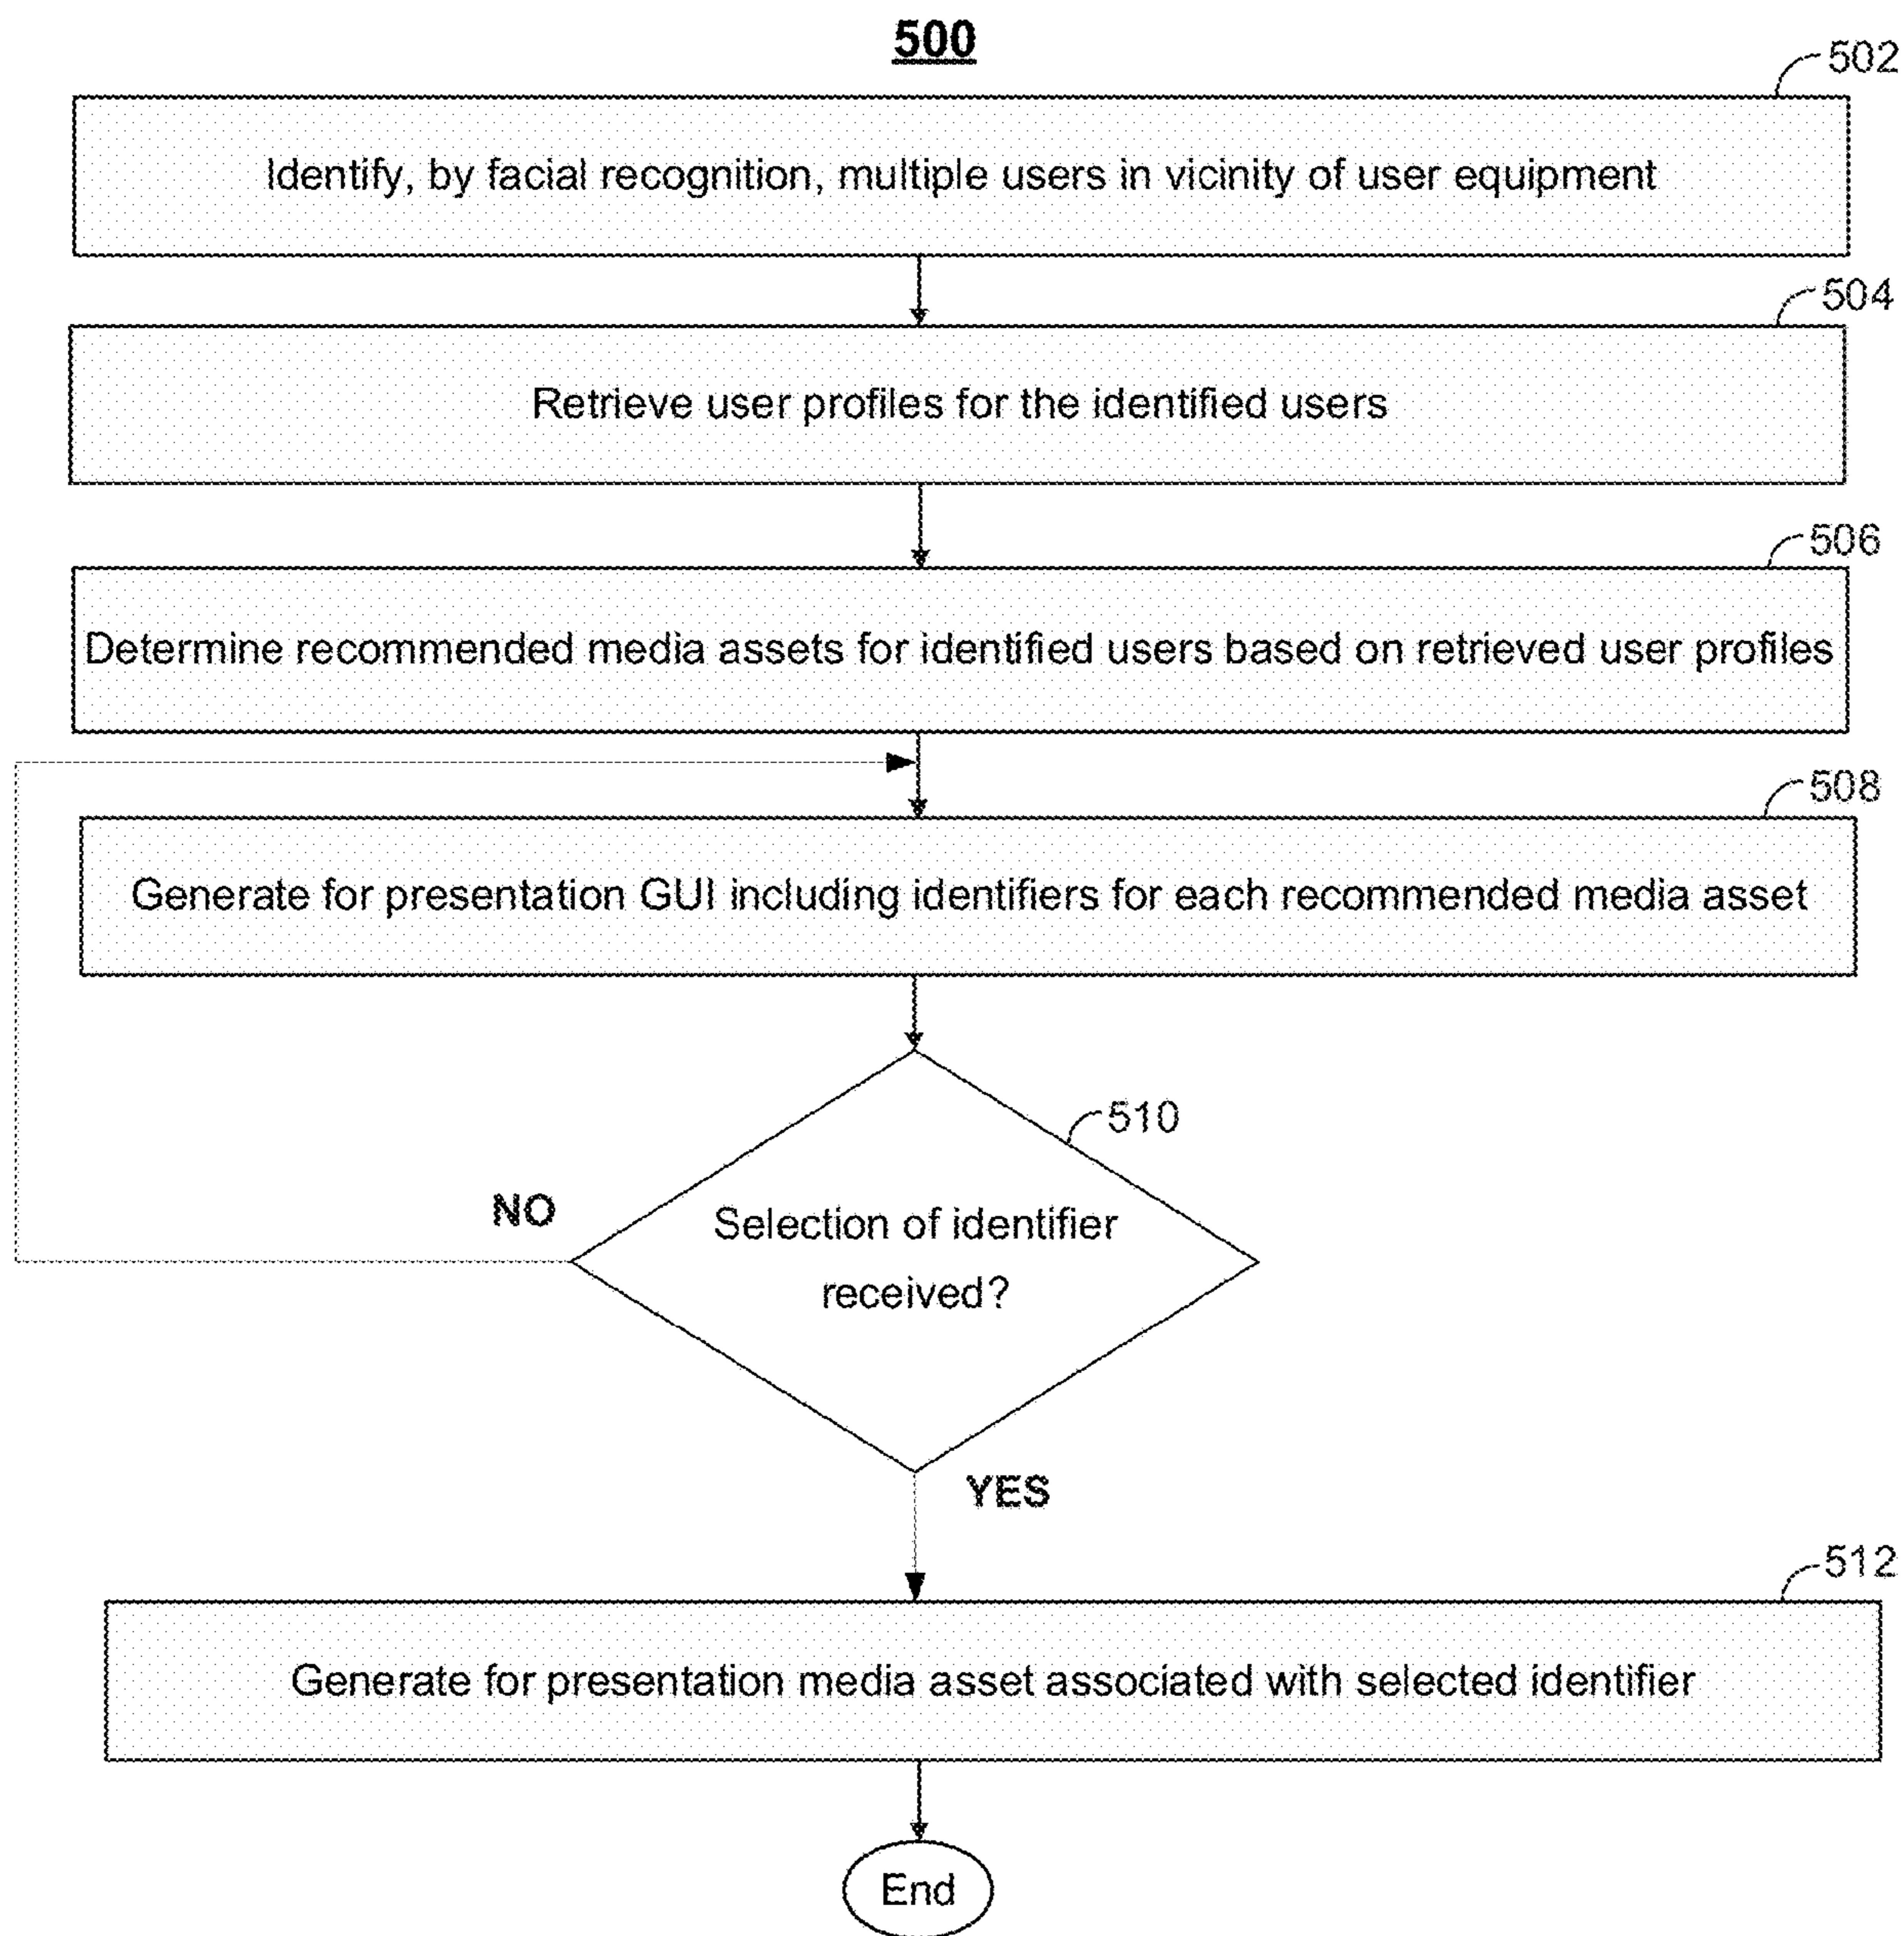 500
502
Identify, by facial recognition, multiple users in vicinity of user equipment
504
Retrieve user profiles for the identified users
506
Determine recommended media assets for identified users based on retrieved user profiles
508
Generate for presentation GUI including identifiers for each recommended media asset
510
Selection of identifier
received?
NO
YES
512
Generate for presentation media asset associated with selected identifier
End